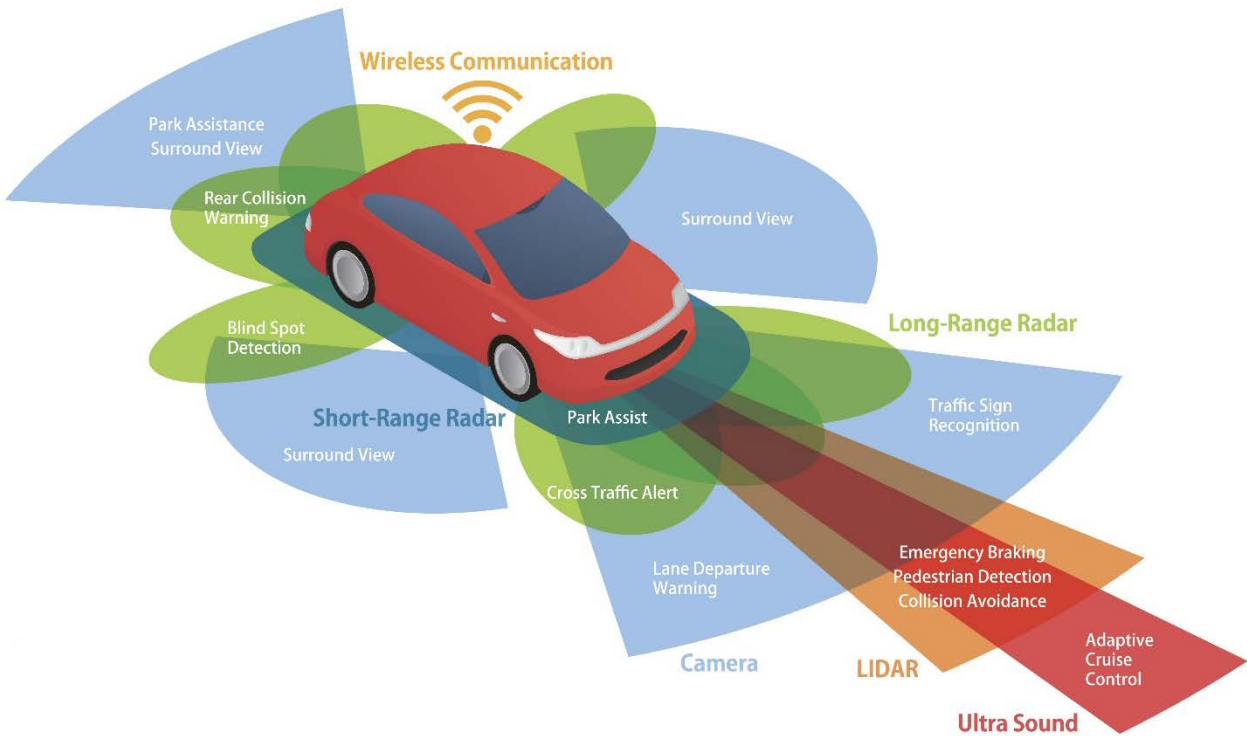 Wireless Communication
Park Assistance
Surround View
Rear Collision
Warning
Surround View
Blind Spot
Detection
Long-Range Radar
Short-Range Radar
Park Assist
Traffic Sign
Recognition
Surround View
Cross Traffic Alert
Lane Departure
Warning
Emergency Braking
Pedestrian Detection
Collision Avoidance
Camera
LIDAR
Adaptive
Cruise
Control
Ultra Sound